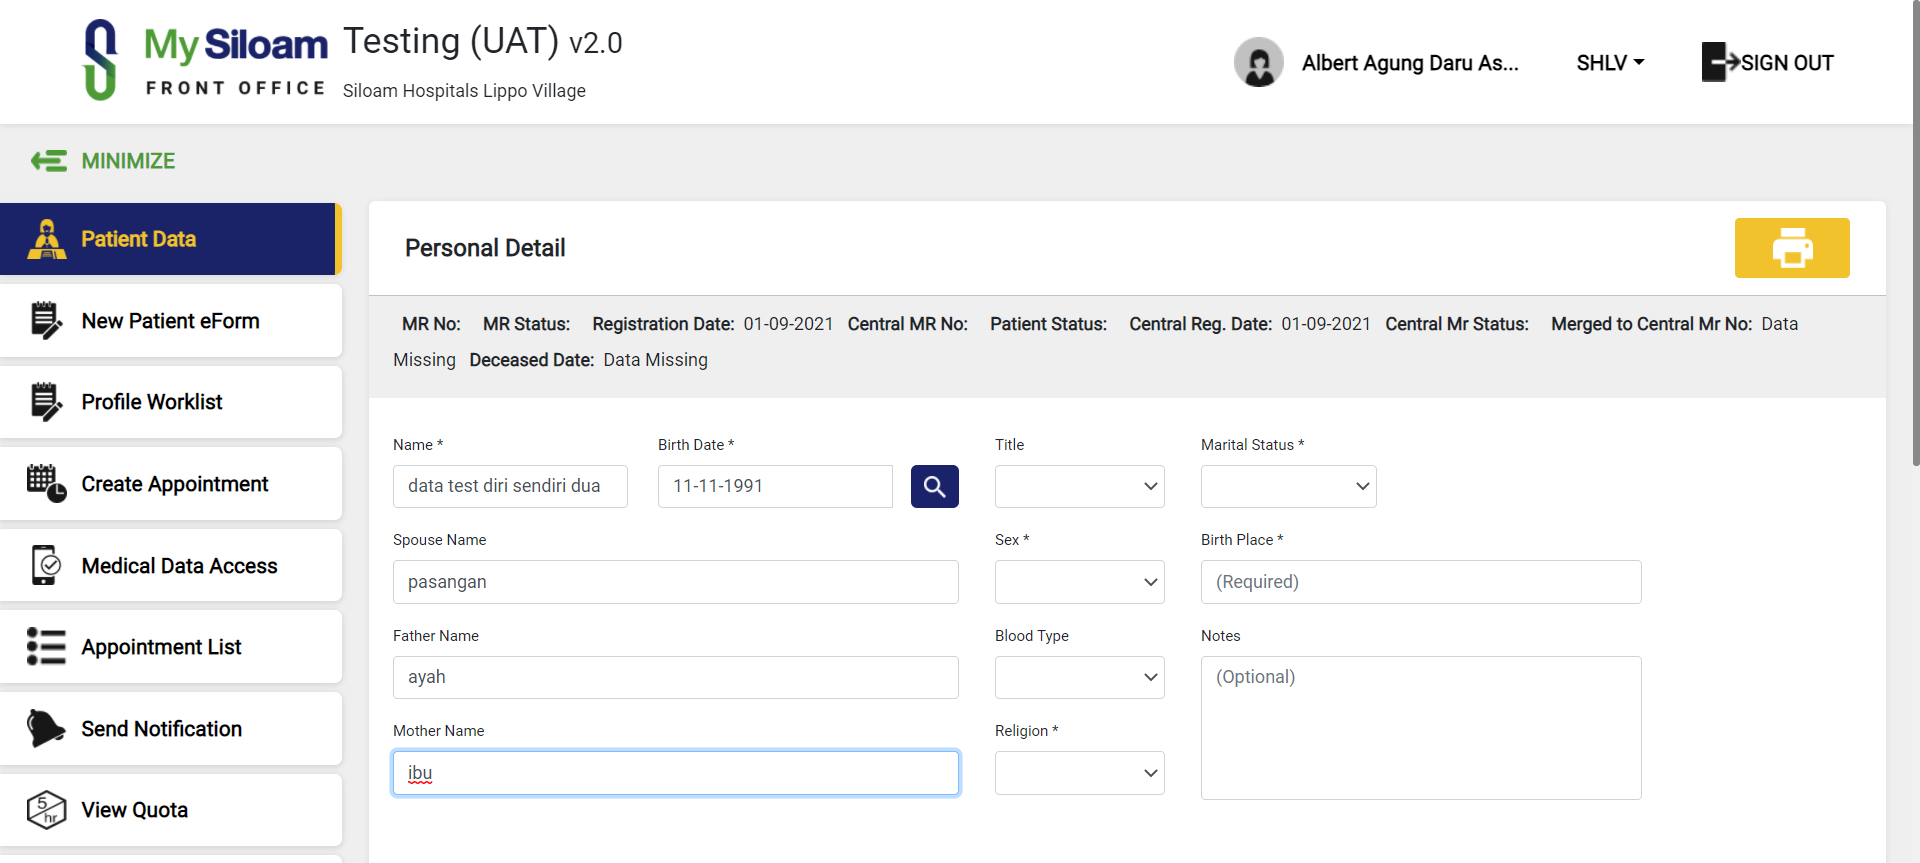 My Siloam
FRONT OFFICE
Testing (UAT) v2.0
Siloam Hospitals Lippo Village
Albert Agung Daru As...
SHLV
SIGN OUT
MINIMIZE
Patient Data
New Patient eForm
Profile Worklist
Create Appointment
Medical Data Access
Appointment List
Send Notification
5 hr
View Quota
Personal Detail
MR No: MR Status: Registration Date: 01-09-2021 Central MR No: Patient Status: Central Reg. Date: 01-09-2021 Central Mr Status: Merged to Central Mr No: Data
Missing Deceased Date: Data Missing
Name * Birth Date * Title Marital Status *
data test diri sendiri dua 11-11-1991
Spouse Name Sex * Birth Place *
pasangan (Required)
Father Name Blood Type Notes
ayah (Optional)
Mother Name Religion *
ibu